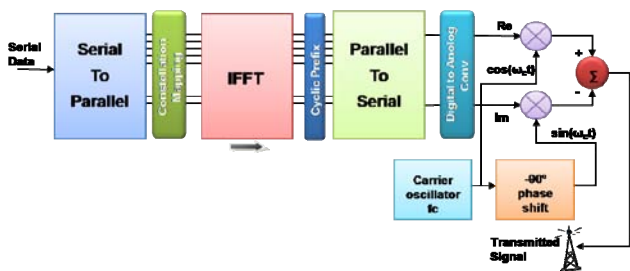 Serial
Data
Serial
To
Parallel
Constellation
Mapping
IFFT
Cyclic Prefix
Parallel
To
Serial
Digital to Analog
Conv
Re
cos(ωct)
Im
sin(ωct)
+
Σ
-
Carrier
oscillator
fc
-90°
phase
shift
Transmitted
Signal